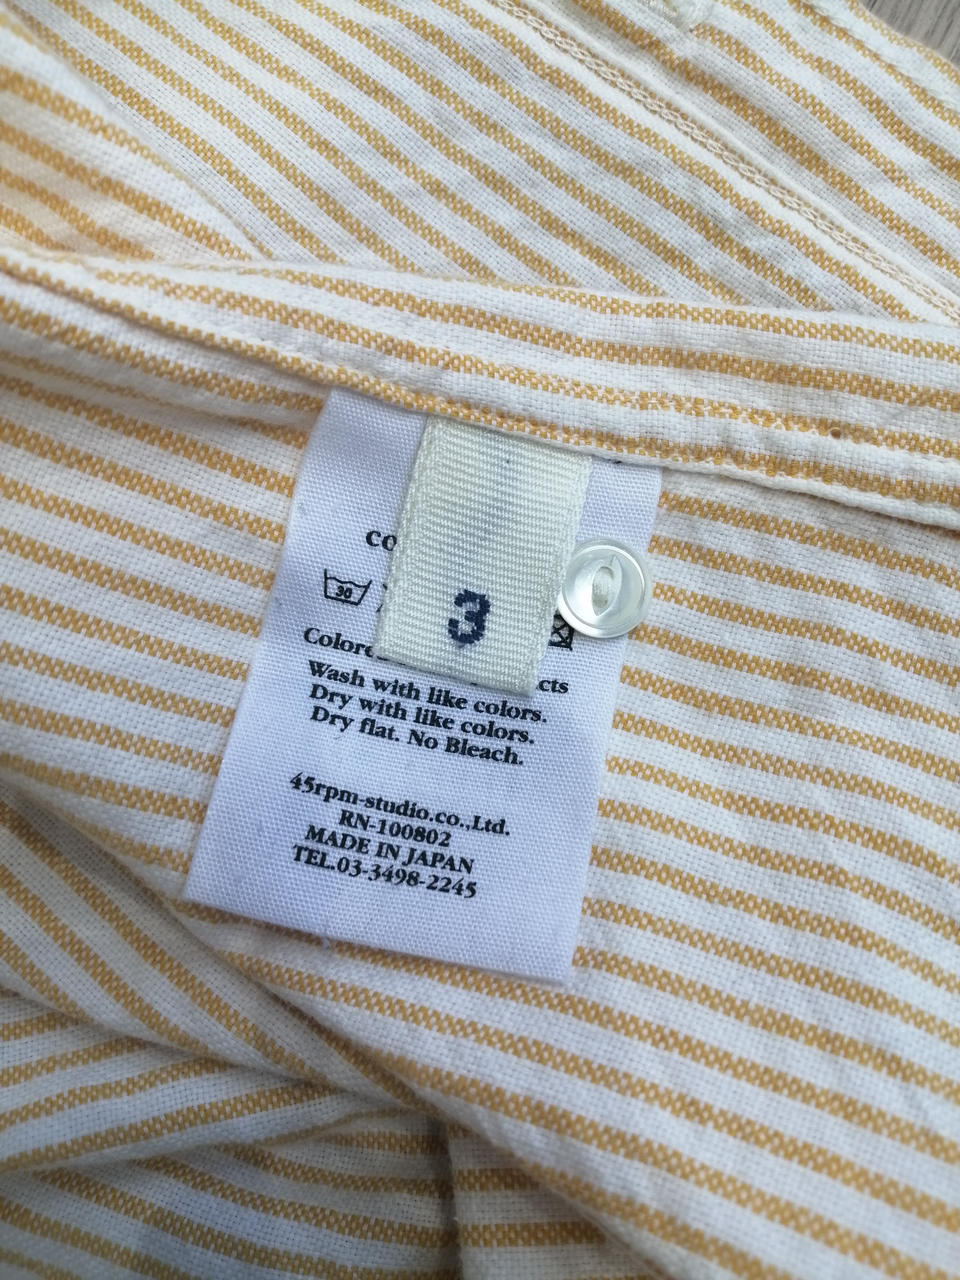 3
30
Wash with like colors.
Dry with like colors.
Dry flat. No Bleach.
45rpm-studio.co.,Ltd.
RN-100802
MADE IN JAPAN
TEL.03-3498-2245